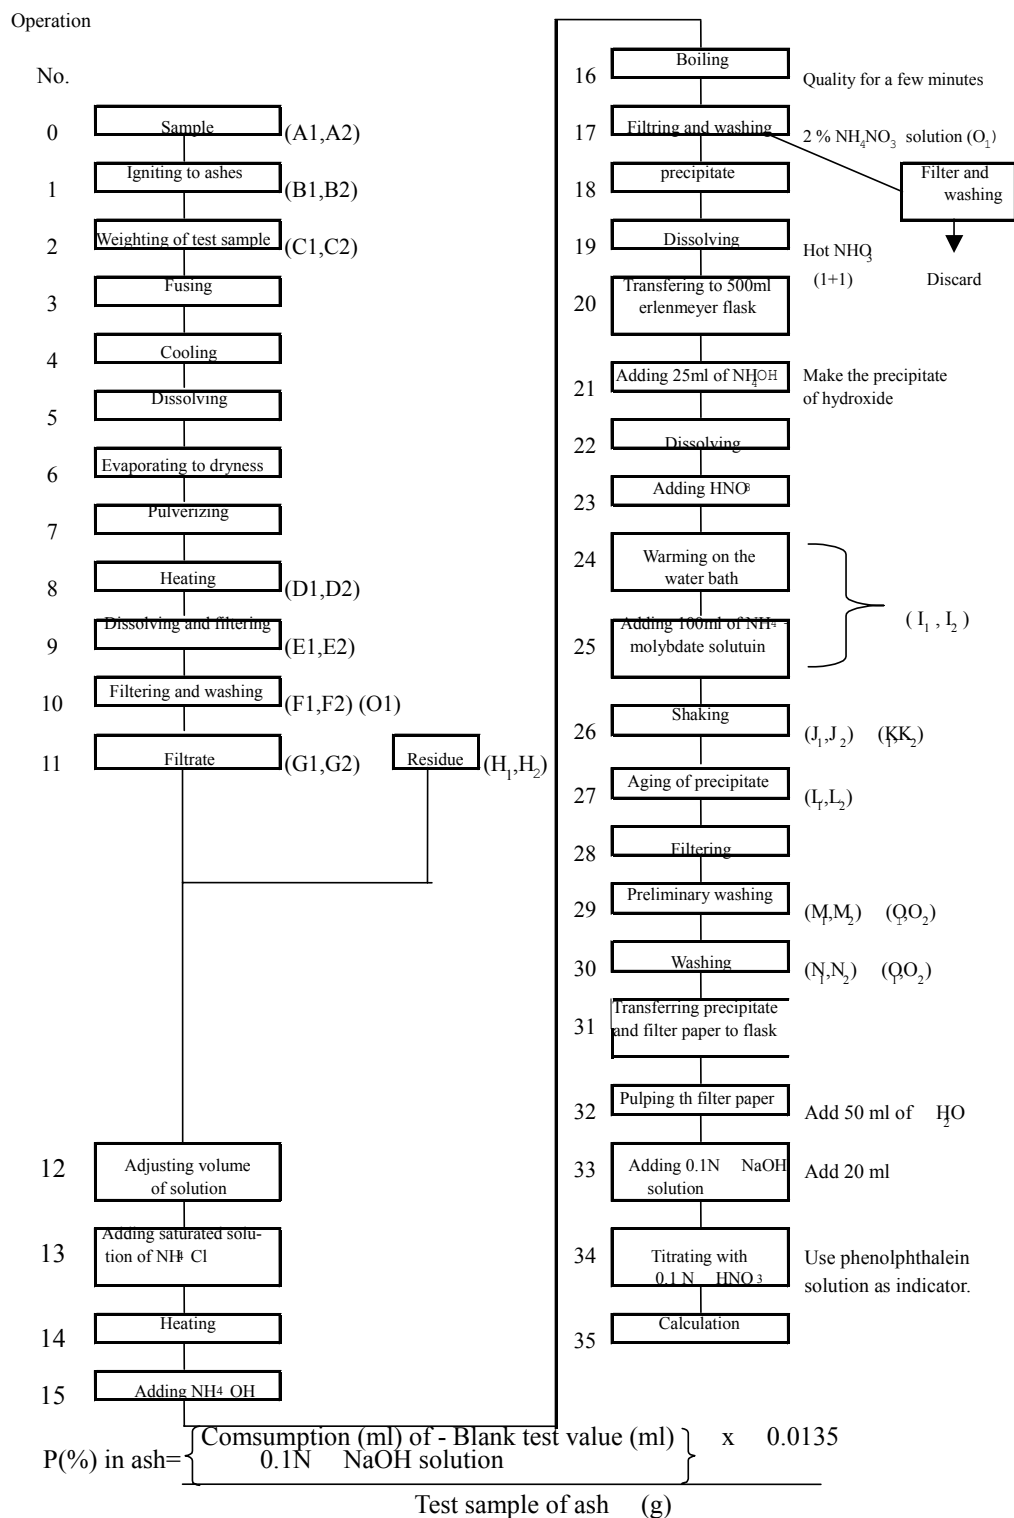 Operation
No.
0 Sample (A1,A2)
1 Igniting to ashes (B1,B2)
2 Weighting of test sample (C1,C2)
3 Fusing
4 Cooling
5 Dissolving
6 Evaporating to dryness
7 Pulverizing
8 Heating (D1,D2)
9 Dissolving and filtering (E1,E2)
10 Filtering and washing (F1,F2) (O1)
11 Filtrate (G1,G2) Residue (H₁,H₂)
12 Adjusting volume
of solution
13 Adding saturated solu-
tion of NH₄ Cl
14 Heating
15 Adding NH₄ OH
16 Boiling Quality for a few minutes
17 Filtring and washing 2 % NH₄NO₃ solution (O₁)
Filter and
washing
Discard
18 precipitate
19 Dissolving Hot NHO₃
(1+1)
20 Transfering to 500ml
erlenmeyer flask
21 Adding 25ml of NH₄OH Make the precipitate
of hydroxide
22 Dissolving
23 Adding HNO₃
24 Warming on the
water bath
( I₁ , I₂ )
25 Adding 100ml of NH₄ -
molybdate solutuin
26 Shaking (J₁,J₂) (K₁,K₂)
27 Aging of precipitate (L₁,L₂)
28 Filtering
29 Preliminary washing (M₁,M₂) (O₁,O₂)
30 Washing (N₁,N₂) (O₁,O₂)
31 Transferring precipitate
and filter paper to flask
32 Pulping th filter paper Add 50 ml of H₂O
33 Adding 0.1N NaOH
solution Add 20 ml
34 Titrating with
0.1 N HNO₃
Use phenolphthalein
solution as indicator.
35 Calculation
P(%) in ash= { Comsumption (ml) of - Blank test value (ml) } x 0.0135
0.1N NaOH solution
Test sample of ash (g)